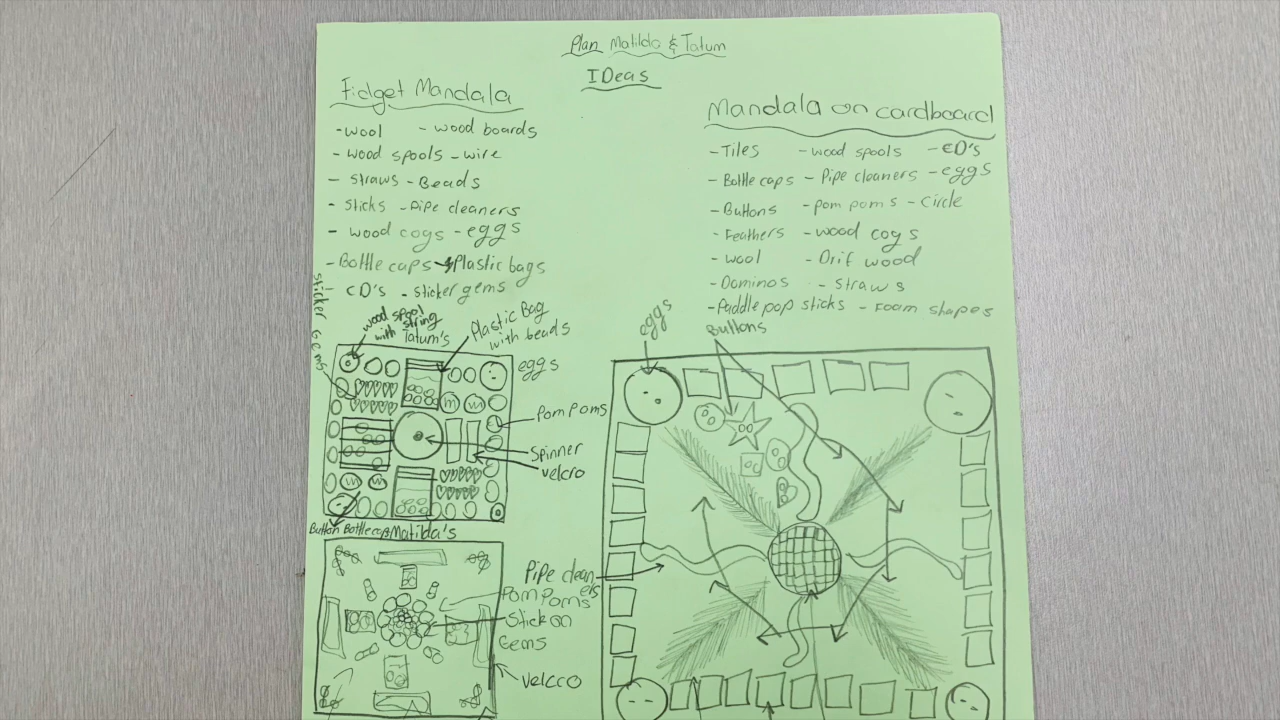 Plan Matilda & Tatum
IDeas
Fidget Mandala
-wool - wood boards
- wood spools - wire
- straws - Beads
- sticks - Pipe cleaners
- wood cogs - eggs
- Bottle caps - Plastic bags
- CD's - sticker gems
Mandala on cardboard
- Tiles - wood spools - CD's
- Bottle caps - Pipe cleaners - eggs
- Buttons - pom poms - circle
- Feathers - wood cogs
- wool - Drif wood
- Dominos - straws
- Paddle pop sticks - Foam shapes
sticker Gems
wood spool
with string
Tatum's
Plastic Bag
with beads
eggs
Pom Poms
Spinner
velcro
Button Bottle caps
Matilda's
Pipe cleaners
Pom Poms
Stick on
Gems
velcro
eggs
Buttons